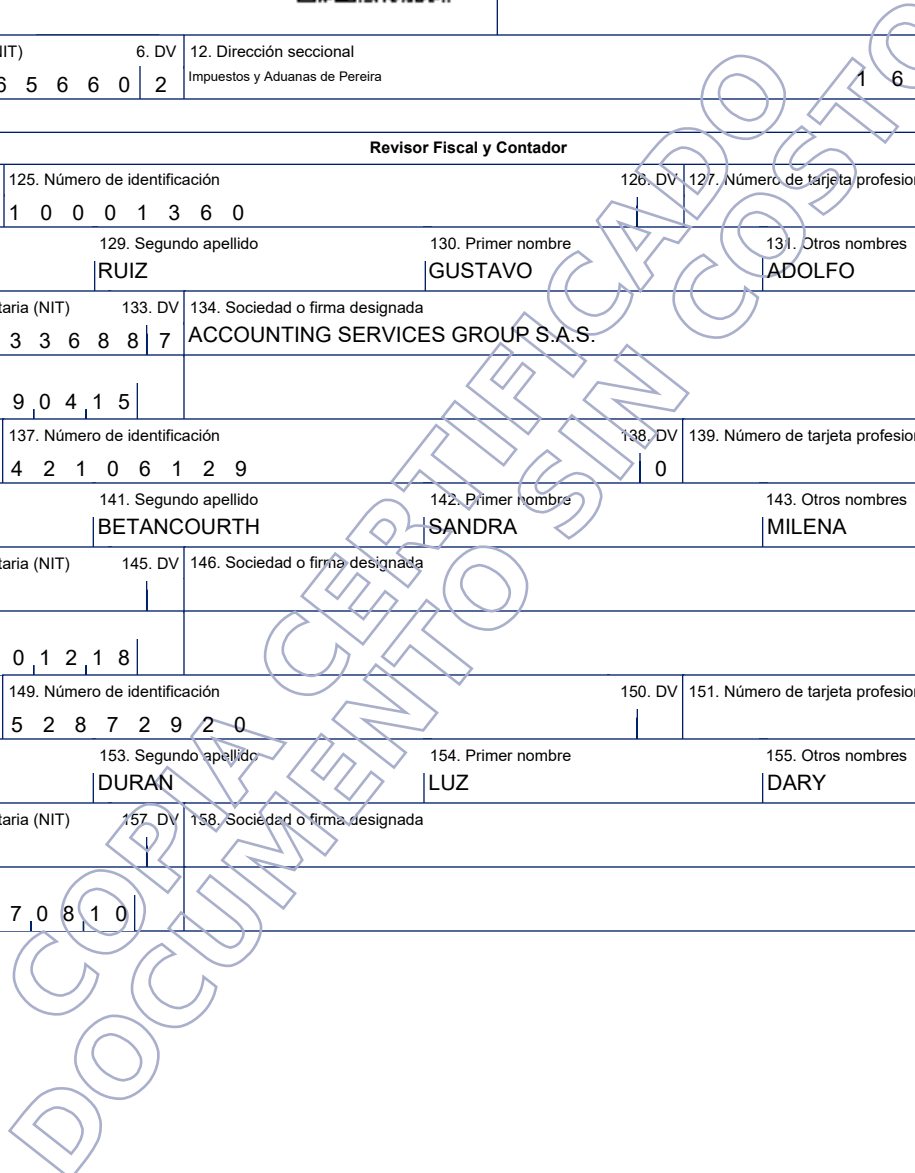 IT) 6. DV 12. Dirección seccional
6 5 6 6 0 2 Impuestos y Aduanas de Pereira 1 6
Revisor Fiscal y Contador
125. Número de identificación 126. DV 127. Número de tarjeta profesion
1 0 0 0 1 3 6 0
129. Segundo apellido 130. Primer nombre 131. Otros nombres
RUIZ GUSTAVO ADOLFO
taria (NIT) 133. DV 134. Sociedad o firma designada
3 3 6 8 8 7 ACCOUNTING SERVICES GROUP S.A.S.
9 0 4 1 5
137. Número de identificación 138. DV 139. Número de tarjeta profesion
4 2 1 0 6 1 2 9 0
141. Segundo apellido 142. Primer nombre 143. Otros nombres
BETANCOURTH SANDRA MILENA
taria (NIT) 145. DV 146. Sociedad o firma designada
0 1 2 1 8
149. Número de identificación 150. DV 151. Número de tarjeta profesion
5 2 8 7 2 9 2 0
153. Segundo apellido 154. Primer nombre 155. Otros nombres
DURAN LUZ DARY
taria (NIT) 157. DV 158. Sociedad o firma designada
7 0 8 1 0
COPIA CERTIFICADO
DOCUMENTO SIN COSTO